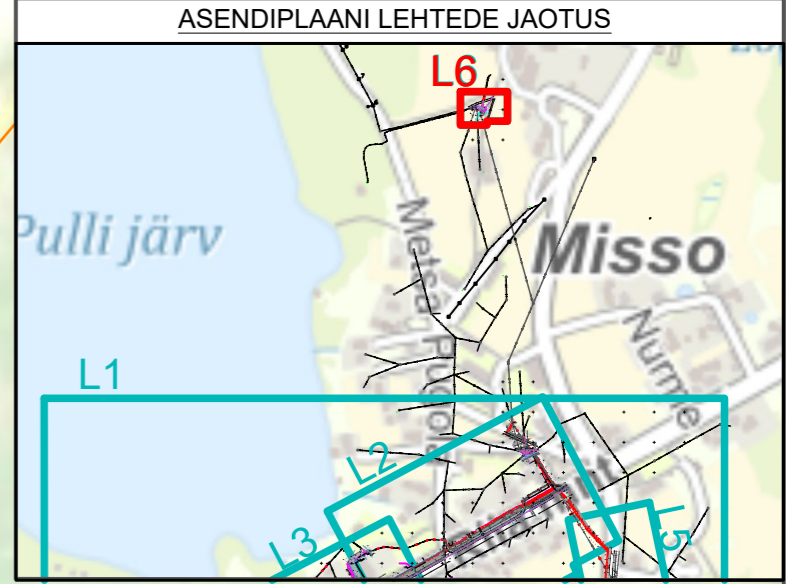 ASENDIPLAANI LEHTEDE JAOTUS
L6
Pulli järv
Metsa
Misso
Nurme
L1
L2
L3
L5